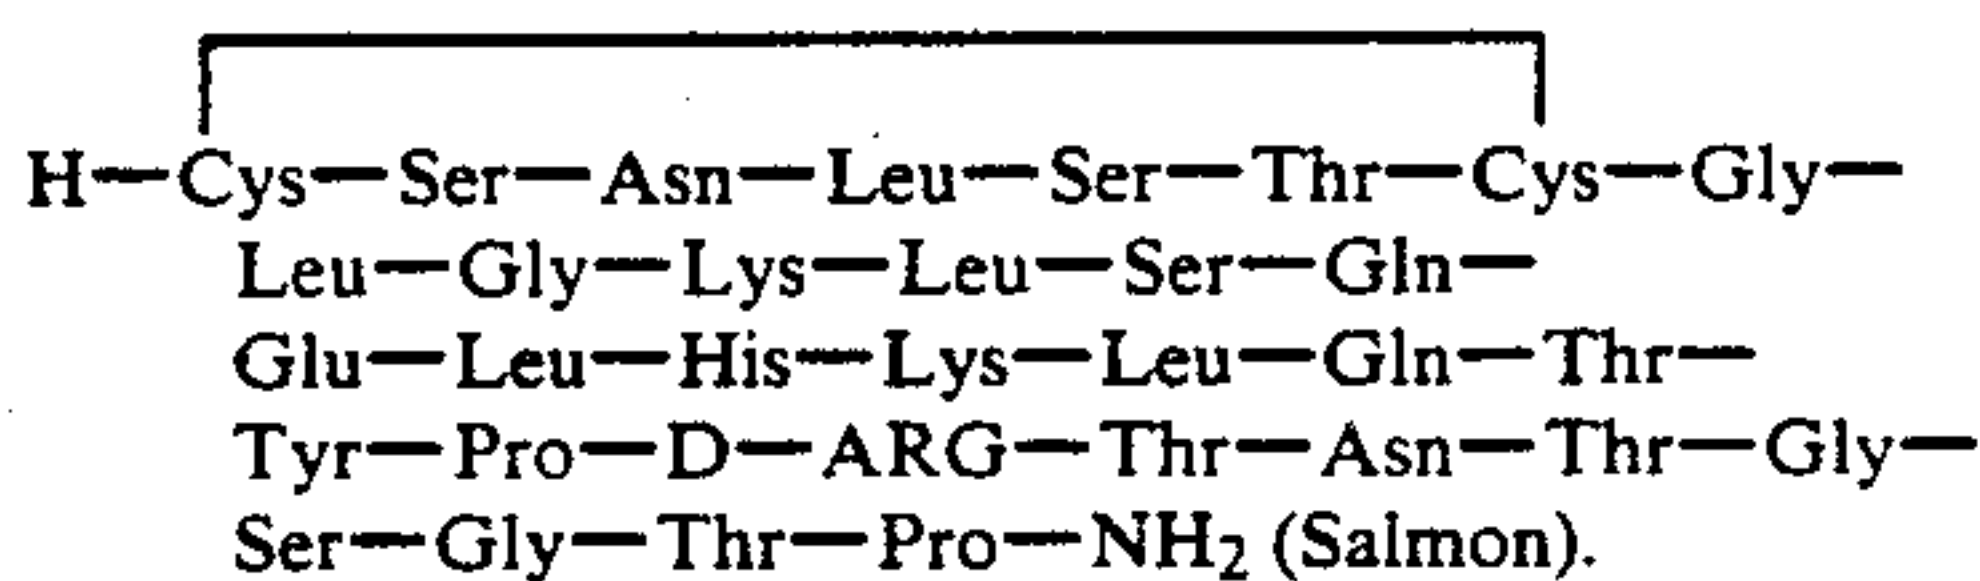 H—Cys—Ser—Asn—Leu—Ser—Thr—Cys—Gly—
Leu—Gly—Lys—Leu—Ser—Gln—
Glu—Leu—His—Lys—Leu—Gln—Thr—
Tyr—Pro—D—ARG—Thr—Asn—Thr—Gly—
Ser—Gly—Thr—Pro—NH₂ (Salmon).